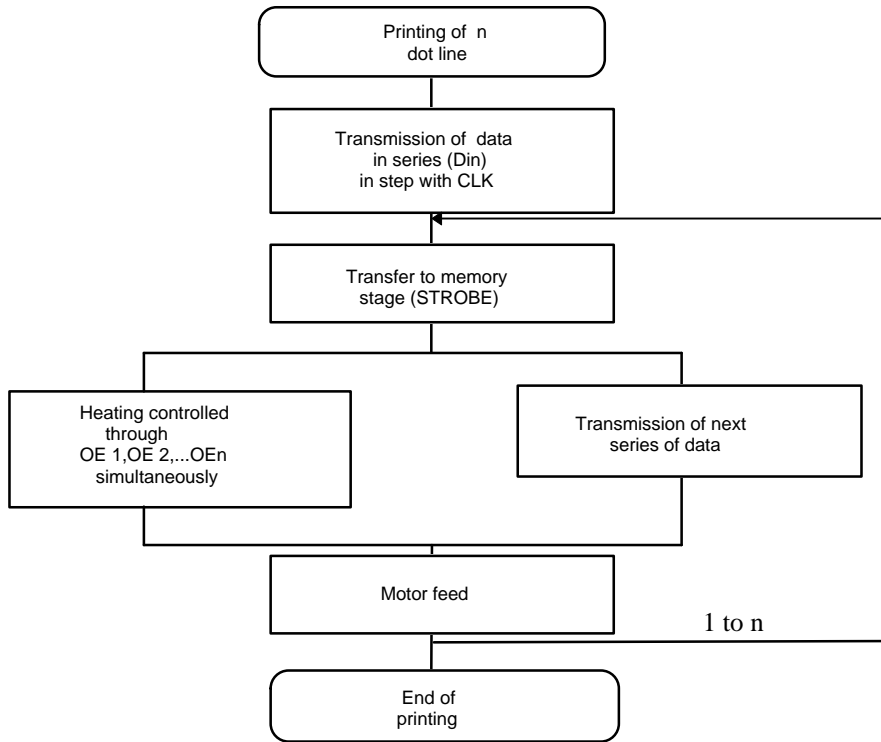 Printing of n
dot line
Transmission of data
in series (Din)
in step with CLK
Transfer to memory
stage (STROBE)
Heating controlled
through
OE 1,OE 2,...OEn
simultaneously
Transmission of next
series of data
Motor feed
1 to n
End of
printing